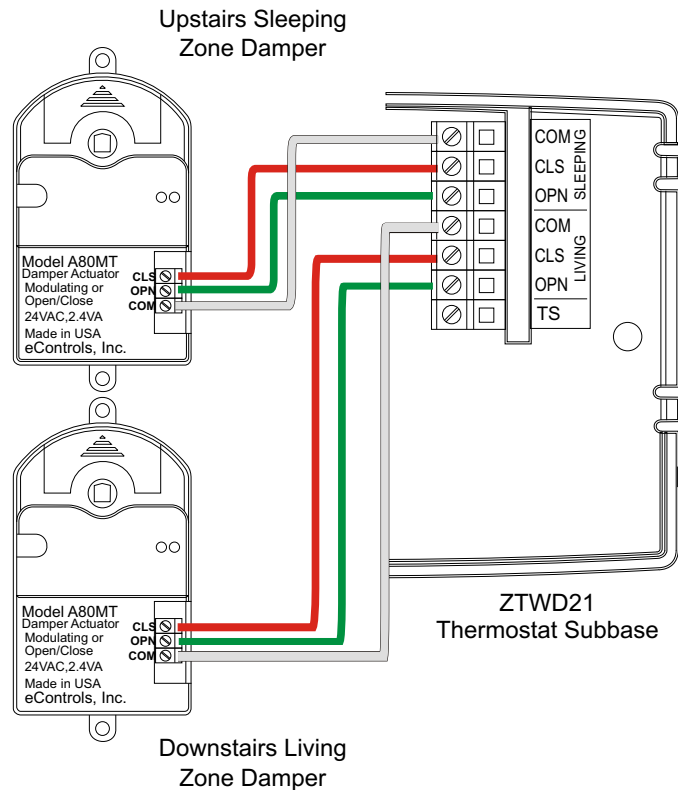 Upstairs Sleeping
Zone Damper
Model A80MT
Damper Actuator
Modulating or
Open/Close
24VAC,2.4VA
Made in USA
eControls, Inc.
CLS
OPN
COM
COM
CLS
OPN
SLEEPING
COM
CLS
OPN
LIVING
TS
Model A80MT
Damper Actuator
Modulating or
Open/Close
24VAC,2.4VA
Made in USA
eControls, Inc.
CLS
OPN
COM
ZTWD21
Thermostat Subbase
Downstairs Living
Zone Damper